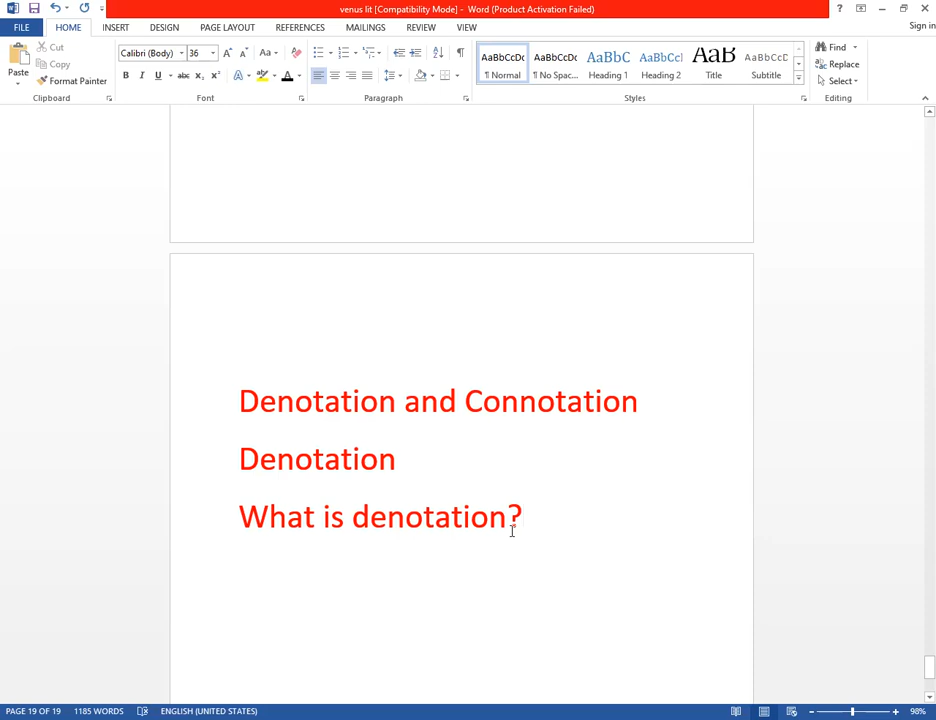 venus lit [Compatibility Mode] - Word (Product Activation Failed)
Sign in
FILE HOME INSERT DESIGN PAGE LAYOUT REFERENCES MAILINGS REVIEW VIEW
Paste
Cut
Copy
Format Painter
Calibri (Body) 36
AaBbCcDc AaBbCcDc AaBbC AaBbCcl AaB AaBbCcC
¶ Normal ¶ No Spac... Heading 1 Heading 2 Title Subtitle
Find
Replace
Select
Clipboard Font Paragraph Styles Editing
Denotation and Connotation
Denotation
What is denotation?
PAGE 19 OF 19 1185 WORDS ENGLISH (UNITED STATES) 98%